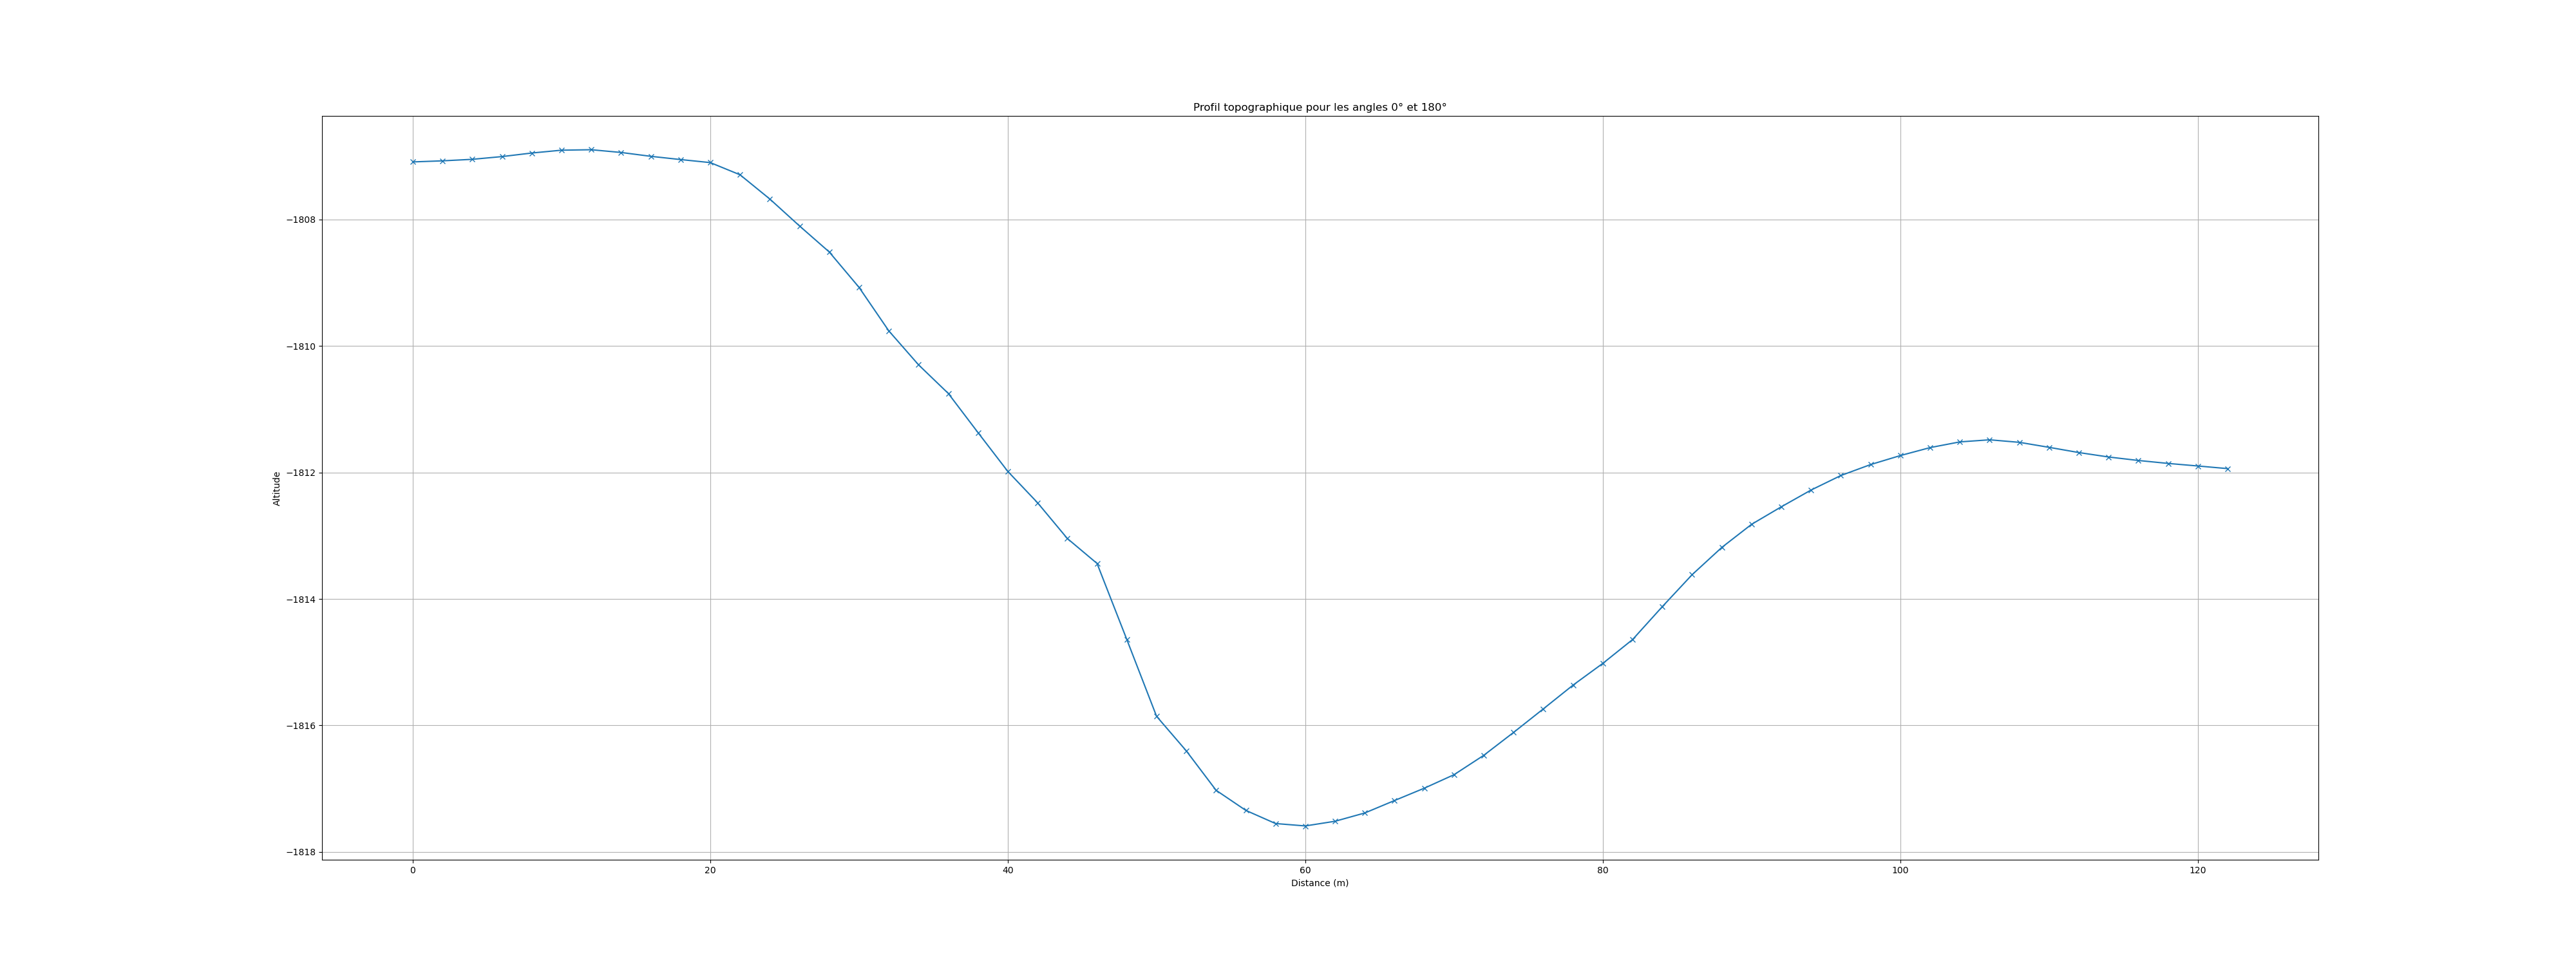 Profil topographique pour les angles 0° et 180°
Altitude
−1808
−1810
−1812
−1814
−1816
−1818
0 20 40 60 80 100 120
Distance (m)